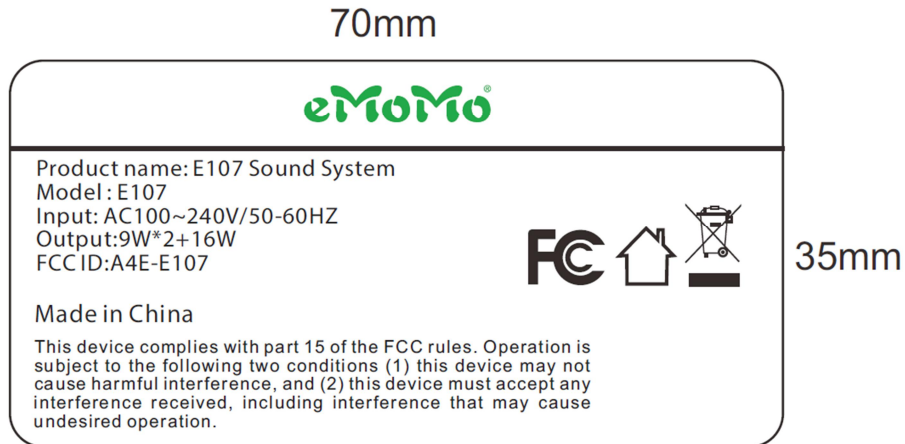 70mm
eMoMo®
Product name: E107 Sound System
Model : E107
Input: AC100~240V/50-60HZ
Output:9W*2+16W
FCC ID:A4E-E107
FC
35mm
Made in China
This device complies with part 15 of the FCC rules. Operation is
subject to the following two conditions (1) this device may not
cause harmful interference, and (2) this device must accept any
interference received, including interference that may cause
undesired operation.